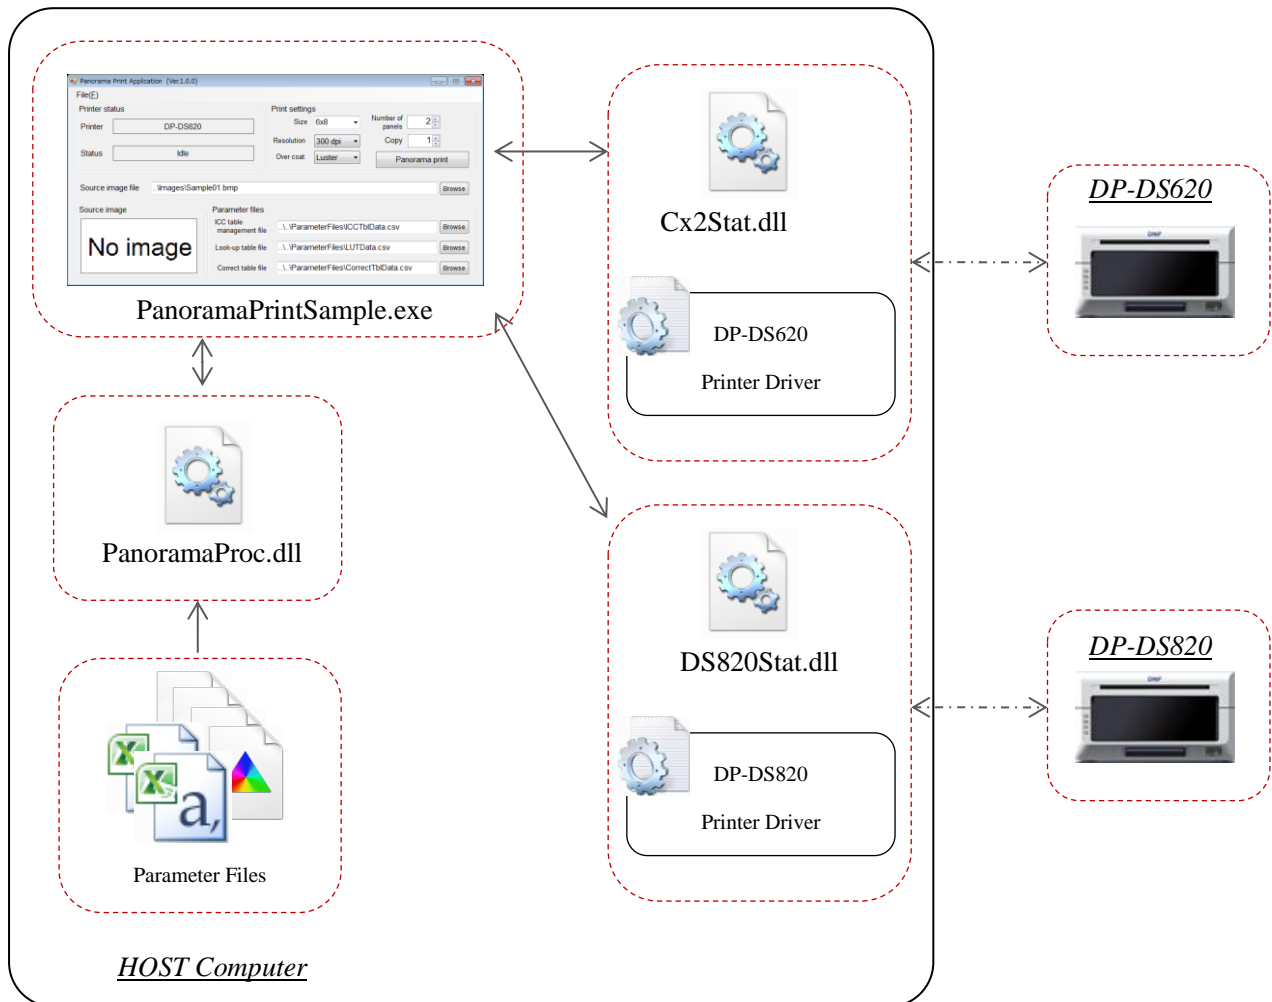 Panorama Print Application (Ver.1.0.0)
File(F)
Printer status
Printer
DP-DS620
Status
Idle
Print settings
Size
6x8
Resolution
300 dpi
Over coat
Luster
Number of
panels
2
Copy
1
Panorama print
Source image file
..\Images\Sample01.bmp
Browse
Source image
No image
Parameter files
ICC table
management file
..\..\ParameterFiles\ICCTblData.csv
Browse
Look-up table file
..\..\ParameterFiles\LUTData.csv
Browse
Correct table file
..\..\ParameterFiles\CorrectTblData.csv
Browse
PanoramaPrintSample.exe
Cx2Stat.dll
DP-DS620
Printer Driver
DP-DS620
DNP
PanoramaProc.dll
DS820Stat.dll
DP-DS820
Printer Driver
DP-DS820
DNP
a,
Parameter Files
HOST Computer